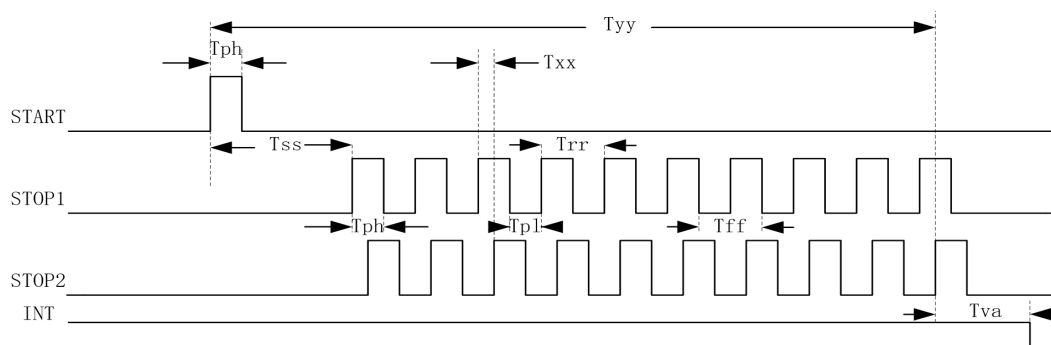 Tyy
Tph
Txx
START
Tss
Trr
STOP1
Tph
Tpl
Tff
STOP2
INT
Tva